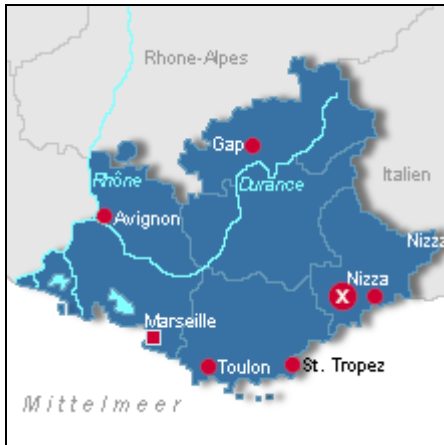 Rhone-Alpes
Gap
Rhône
Durance
Italien
Avignon
Nizza
Nizza
X
Marseille
Toulon
St. Tropez
Mittelmeer